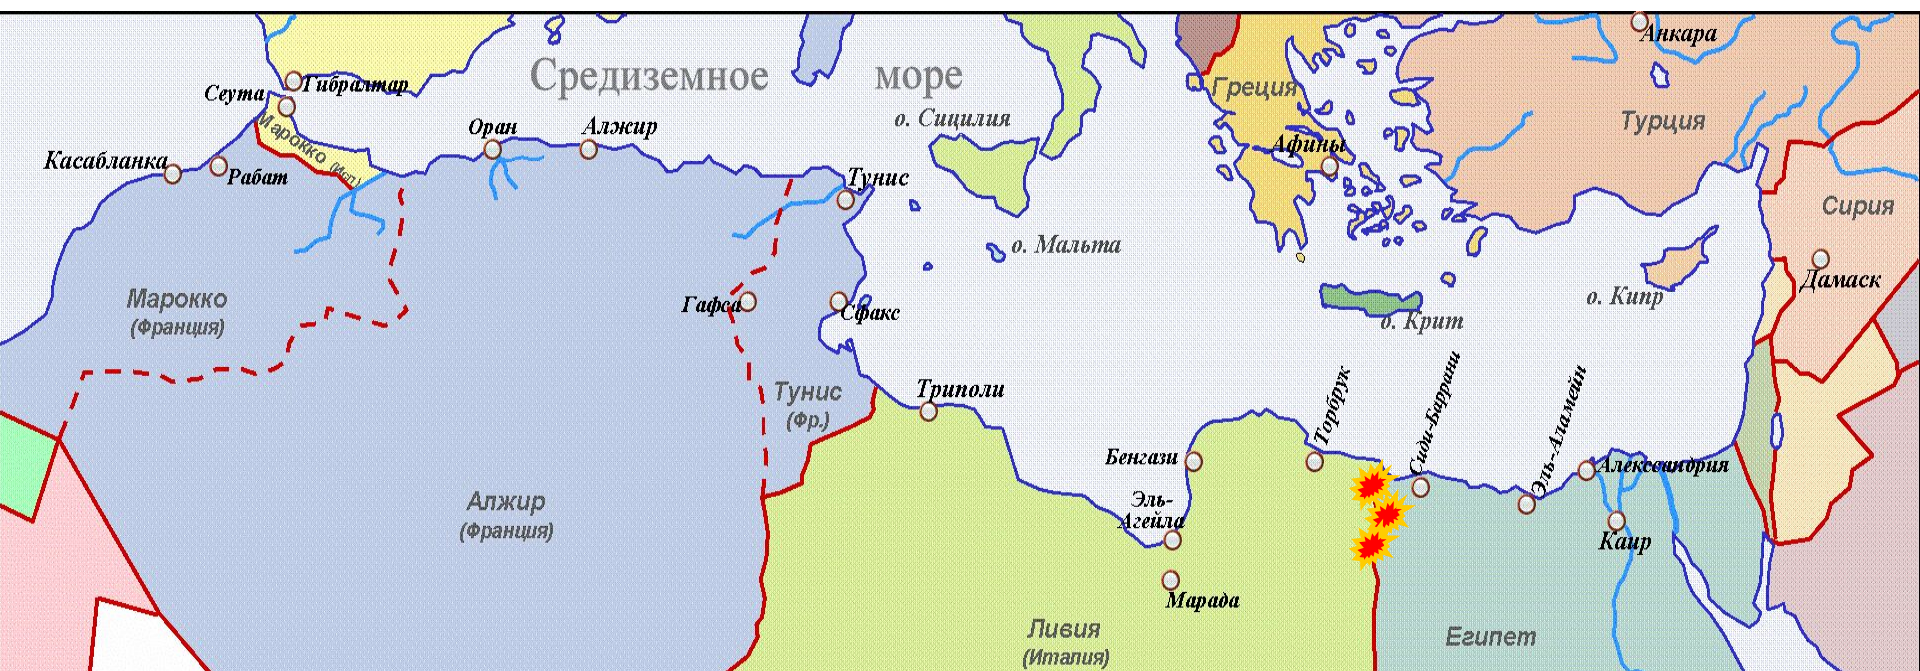 Средиземное море
Анкара
Гибралтар
Сеута
Греция
о. Сицилия
Турция
Марокко (Исп)
Оран
Алжир
Афины
Касабланка
Рабат
Тунис
Сирия
о. Мальта
Дамаск
Марокко
(Франция)
Гафса
Сфакс
о. Кипр
о. Крит
Тунис
(Фр.)
Триполи
Торбрук
Сиди-Баррани
Эль-Аламейн
Бенгази
Александрия
Эль-
Агейла
Алжир
(Франция)
Каир
Марада
Ливия
(Италия)
Египет